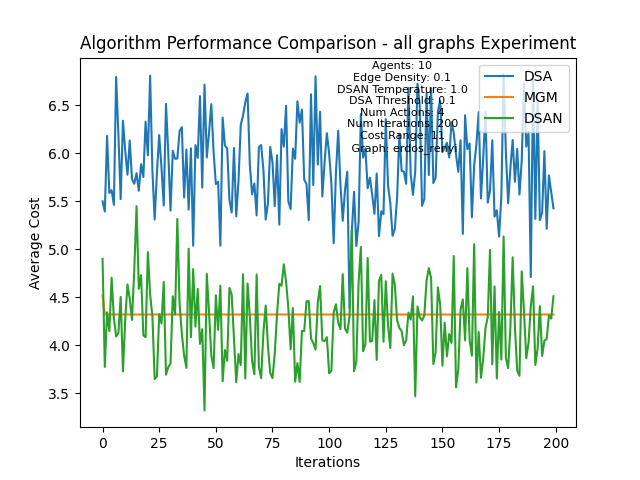 Algorithm Performance Comparison - all graphs Experiment
Agents: 10
Edge Density: 0.1
DSAN Temperature: 1.0
DSA Threshold: 0.1
Num Actions: 4
Num Iterations: 200
Cost Range: 11
Graph: erdos_renyi
DSA
MGM
DSAN
6.5
6.0
5.5
5.0
4.5
4.0
3.5
Average Cost
0
25
50
75
100
125
150
175
200
Iterations